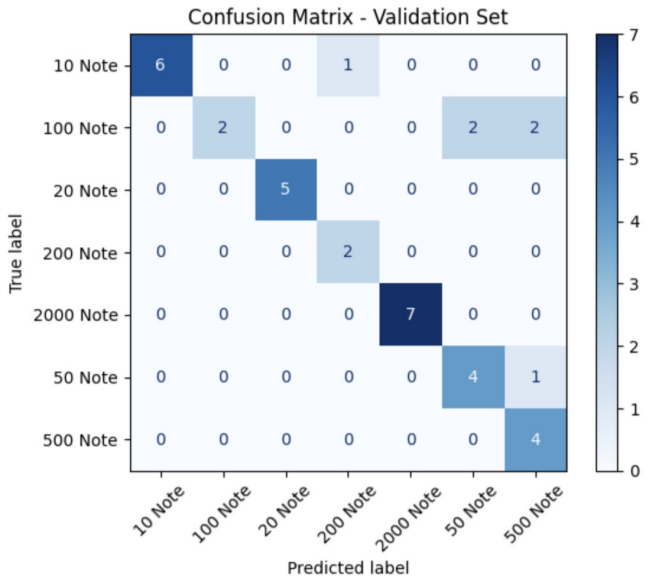 Confusion Matrix - Validation Set
True label
10 Note 6 0 0 1 0 0 0
100 Note 0 2 0 0 0 2 2
20 Note 0 0 5 0 0 0 0
200 Note 0 0 0 2 0 0 0
2000 Note 0 0 0 0 7 0 0
50 Note 0 0 0 0 0 4 1
500 Note 0 0 0 0 0 0 4
10 Note 100 Note 20 Note 200 Note 2000 Note 50 Note 500 Note
Predicted label
7
6
5
4
3
2
1
0